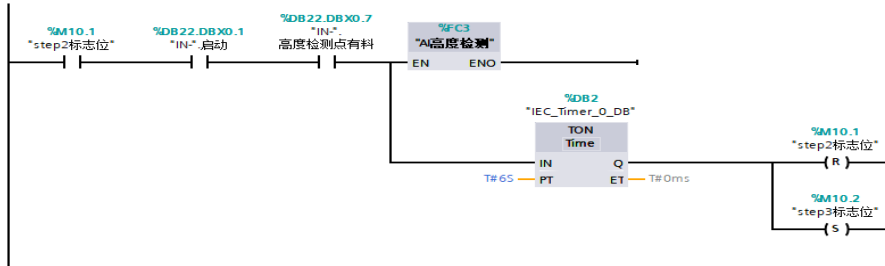 %M10.1
"step2标志位"
%DB22.DBX0.1
"IN-".启动
%DB22.DBX0.7
"IN-".
高度检测点有料
%FC3
"AI高度检测"
EN
ENO
%DB2
"IEC_Timer_0_DB"
TON
Time
IN
Q
T#6S
PT
ET
T#0ms
%M10.1
"step2标志位"
R
%M10.2
"step3标志位"
S